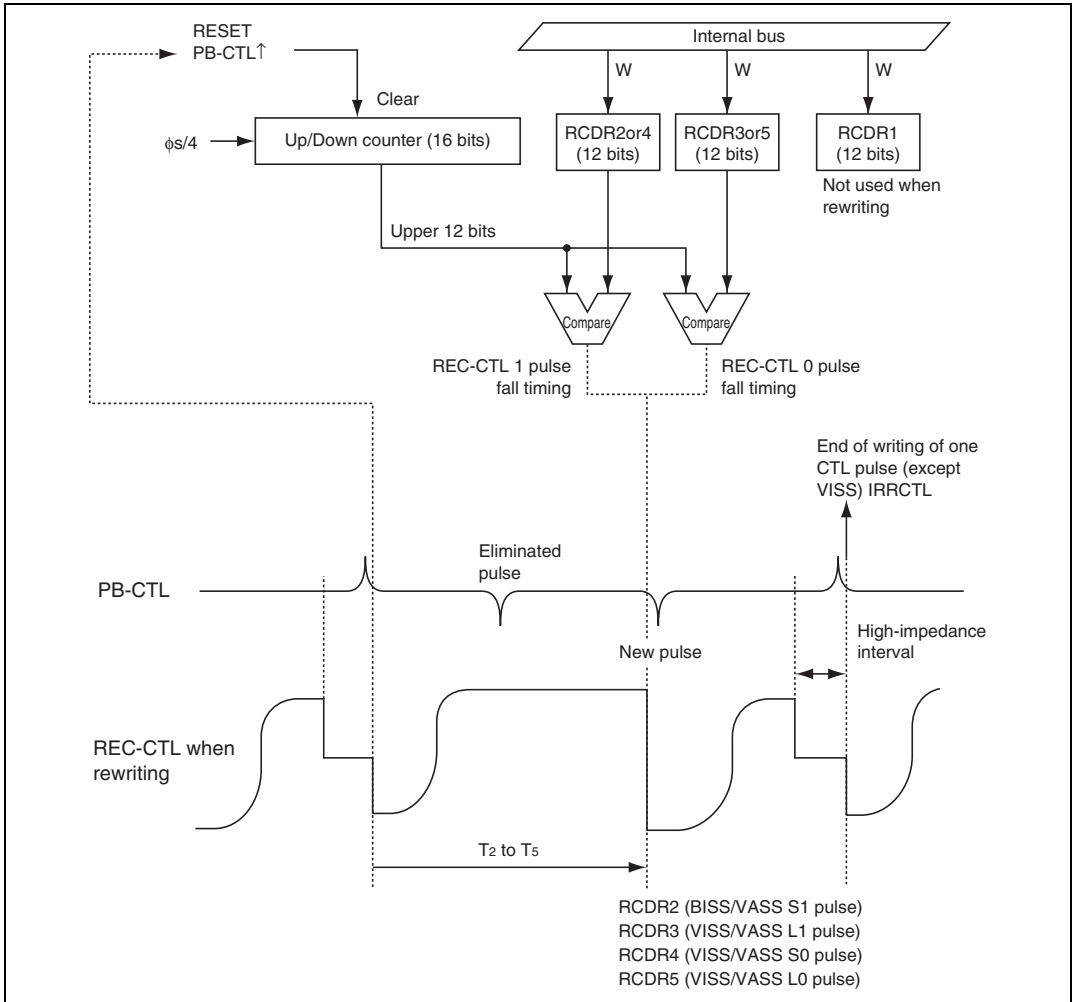 RESET
PB-CTL↑
Internal bus
W
W
W
Clear
φs/4
Up/Down counter (16 bits)
RCDR2or4
(12 bits)
RCDR3or5
(12 bits)
RCDR1
(12 bits)
Not used when
rewriting
Upper 12 bits
Compare
Compare
REC-CTL 1 pulse
fall timing
REC-CTL 0 pulse
fall timing
End of writing of one
CTL pulse (except
VISS) IRRCTL
Eliminated
pulse
PB-CTL
New pulse
High-impedance
interval
REC-CTL when
rewriting
T2 to T5
RCDR2 (BISS/VASS S1 pulse)
RCDR3 (VISS/VASS L1 pulse)
RCDR4 (VISS/VASS S0 pulse)
RCDR5 (VISS/VASS L0 pulse)